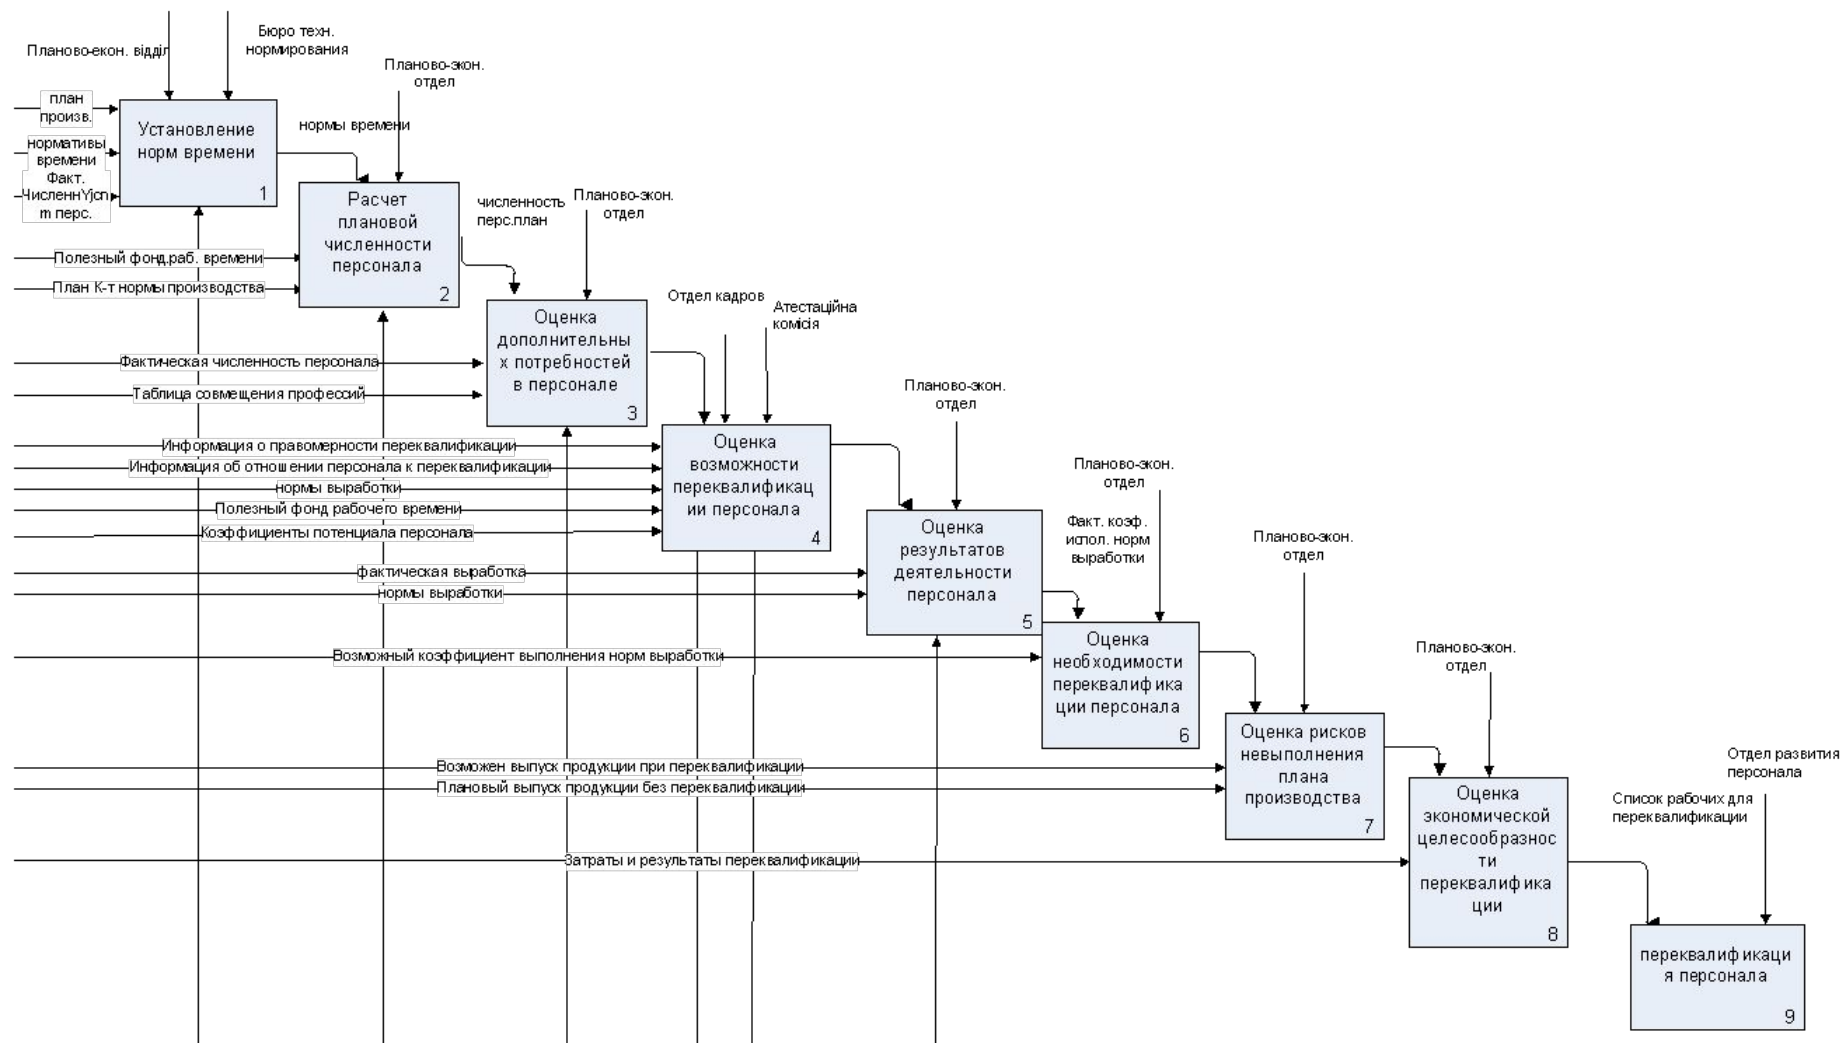 Планово-екон. відділ
Бюро техн.
нормирования
Планово-экон.
отдел
план
произв.
нормативы
времени
Факт.
ЧисленнYjcn
m перс.
Установление
норм времени
1
нормы времени
Расчет
плановой
численности
персонала
2
Полезный фонд.раб. времени
План К-т нормы производства
численность
перс.план
Планово-экон.
отдел
Оценка
дополнительны
х потребностей
в персонале
3
Фактическая численность персонала
Таблица совмещения профессий
Отдел кадров
Атестаційна
комісія
Оценка
возможности
переквалификац
ии персонала
4
Информация о правомерности переквалификации
Информация об отношении персонала к переквалификации
нормы выработки
Полезный фонд рабочего времени
Коэффициенты потенциала персонала
Планово-экон.
отдел
Оценка
результатов
деятельности
персонала
5
фактическая выработка
нормы выработки
Планово-экон.
отдел
Факт. коэф.
испол. норм
выработки
Оценка
необходимости
переквалифика
ции персонала
6
Возможный коэффициент выполнения норм выработки
Планово-экон.
отдел
Оценка рисков
невыполнения
плана
производства
7
Возможен выпуск продукции при переквалификации
Плановый выпуск продукции без переквалификации
Планово-экон.
отдел
Оценка
экономической
целесообразнос
ти
переквалифика
ции
8
Затраты и результаты переквалификации
Отдел развития
персонала
Список рабочих для
переквалификации
переквалификаци
я персонала
9